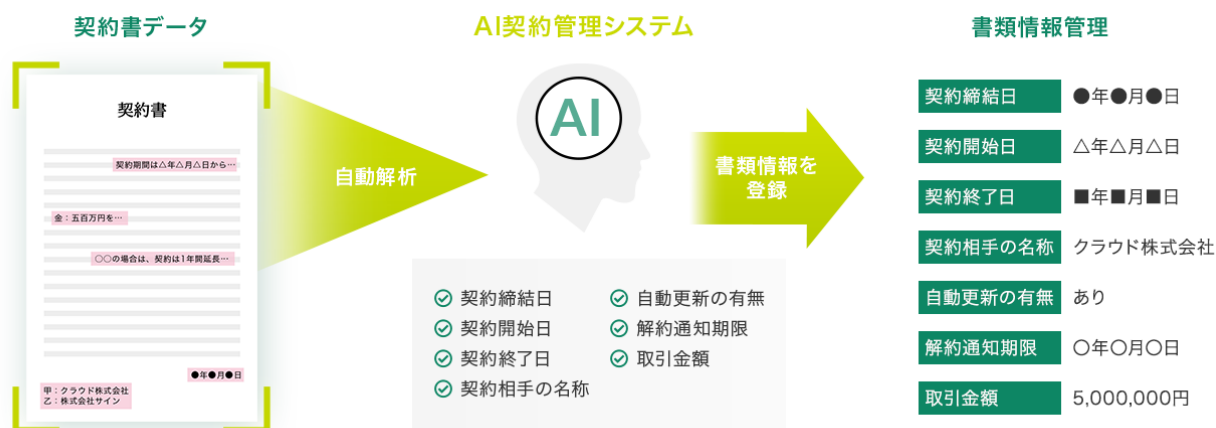 契約書データ
契約書
契約期間は△年△月△日から…
金：五百万円を…
○○の場合は、契約は1年間延長…
●年●月●日
甲：クラウド株式会社
乙：株式会社サイン
自動解析
AI契約管理システム
AI
契約締結日
契約開始日
契約終了日
契約相手の名称
自動更新の有無
解約通知期限
取引金額
書類情報を
登録
書類情報管理
契約締結日 ●年●月●日
契約開始日 △年△月△日
契約終了日 ■年■月■日
契約相手の名称 クラウド株式会社
自動更新の有無 あり
解約通知期限 〇年〇月〇日
取引金額 5,000,000円